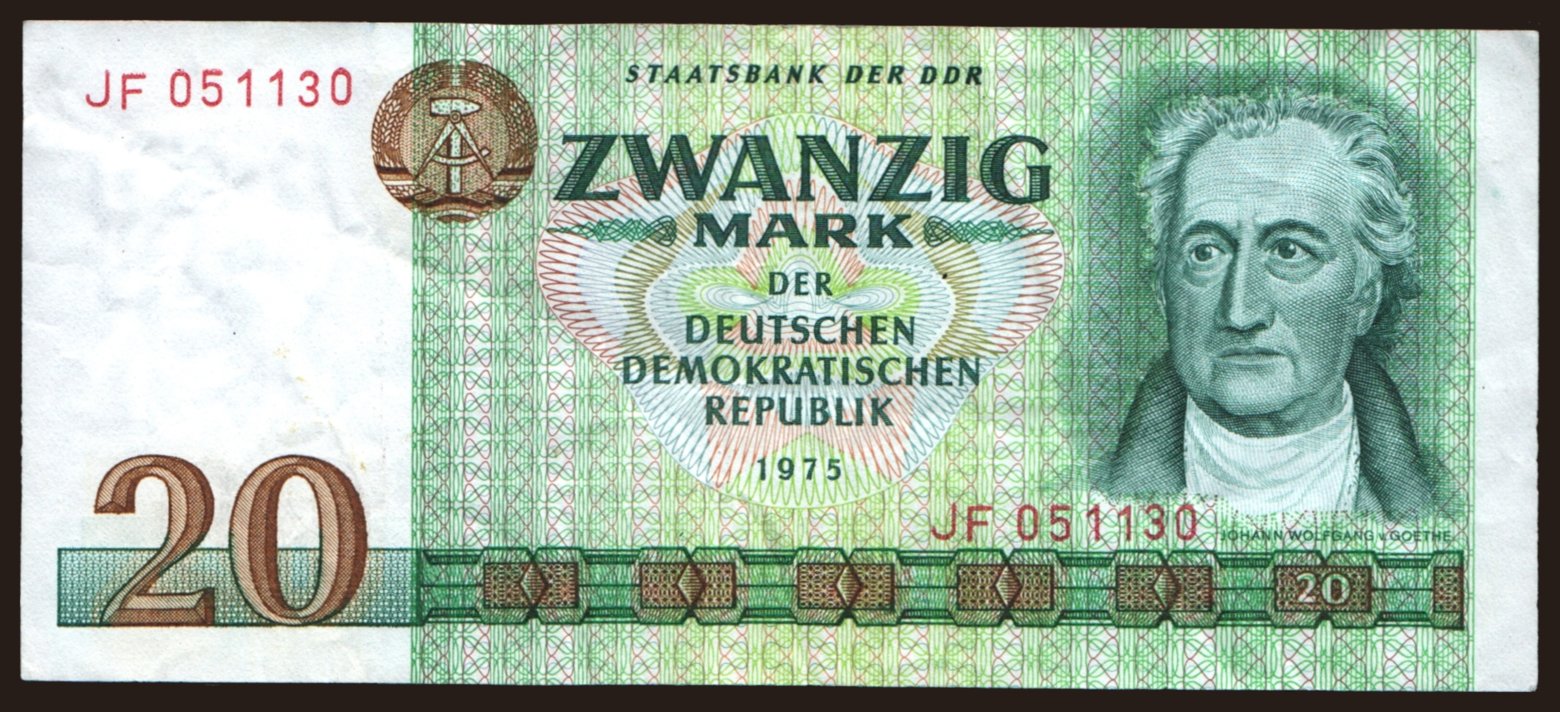 JF 051130
STAATSBANK DER DDR
ZWANZIG
MARK
DER
DEUTSCHEN
DEMOKRATISCHEN
REPUBLIK
1975
JF 051130
JOHANN WOLFGANG v. GOETHE
20
20